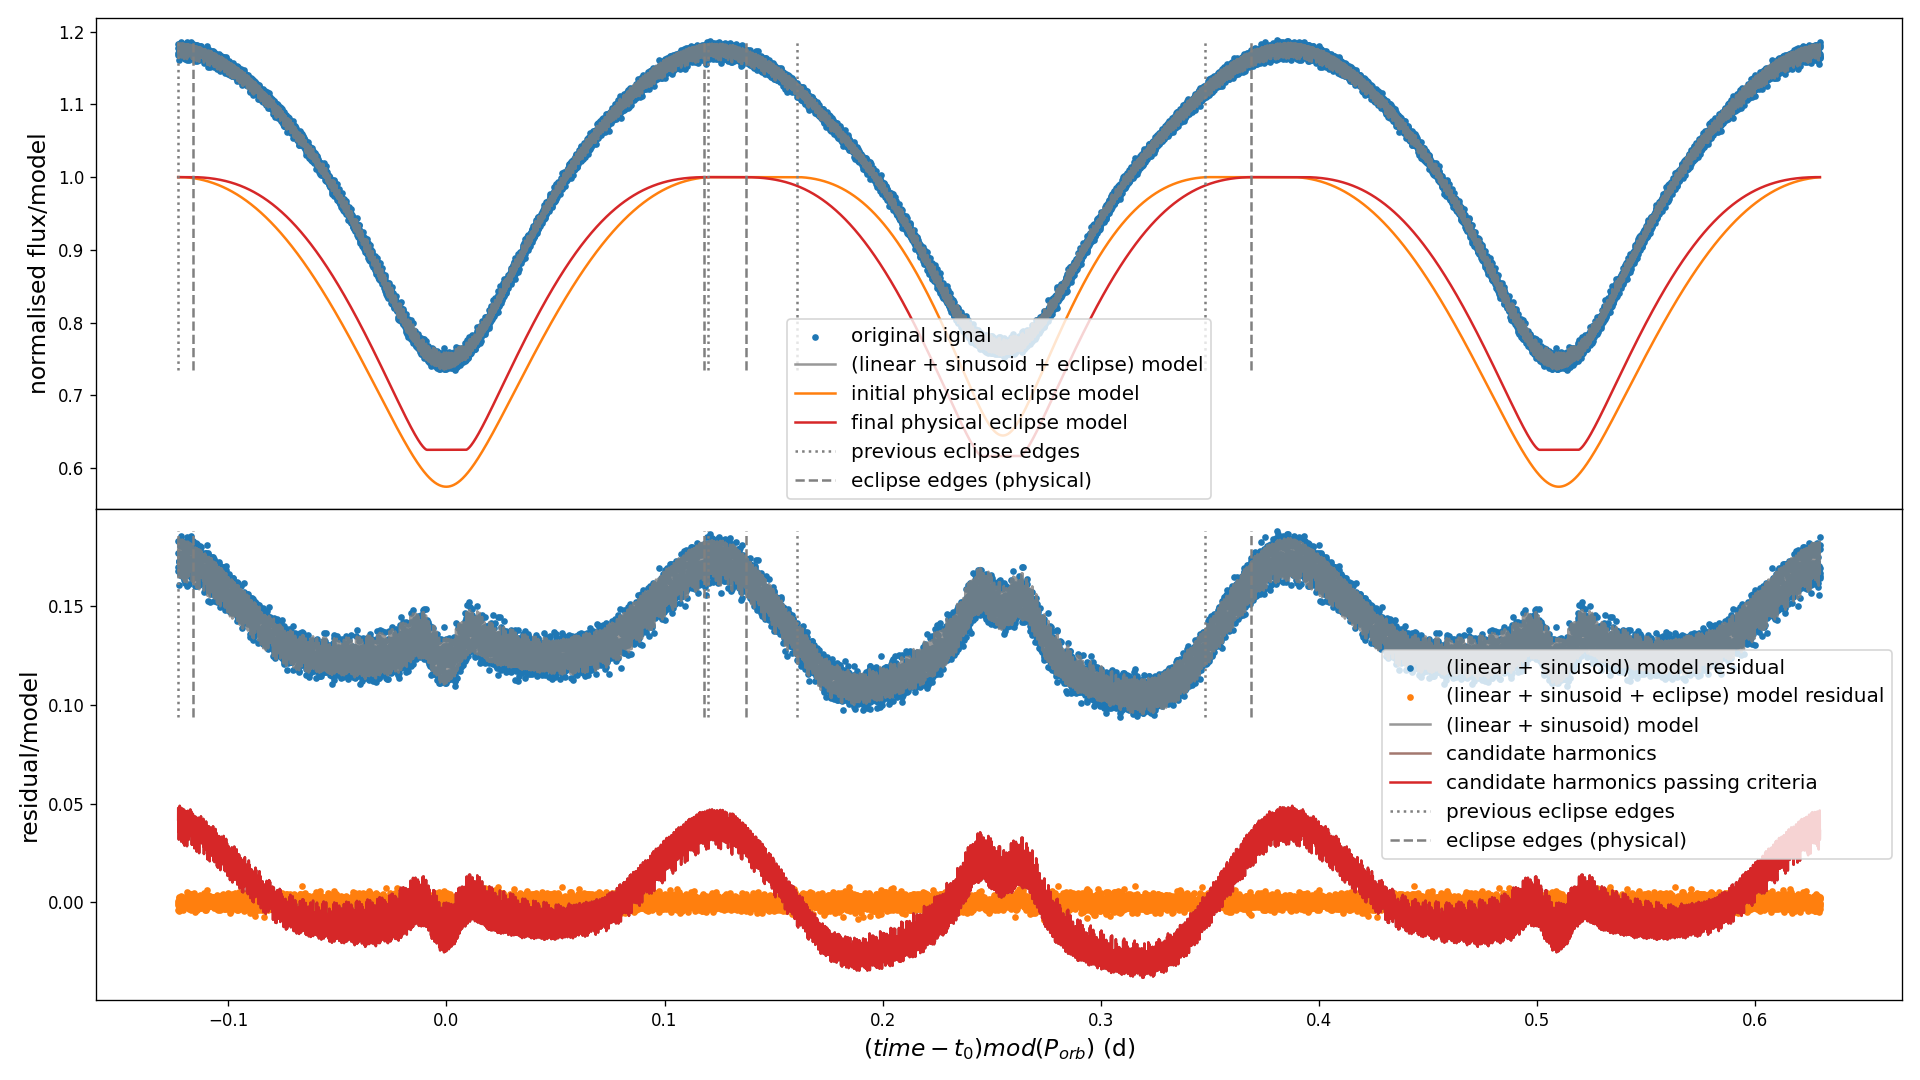 normalised flux/model
1.2
1.1
1.0
0.9
0.8
0.7
0.6
original signal
(linear + sinusoid + eclipse) model
initial physical eclipse model
final physical eclipse model
previous eclipse edges
eclipse edges (physical)
residual/model
0.15
0.10
0.05
0.00
(linear + sinusoid) model residual
(linear + sinusoid + eclipse) model residual
(linear + sinusoid) model
candidate harmonics
candidate harmonics passing criteria
previous eclipse edges
eclipse edges (physical)
−0.1 0.0 0.1 0.2 0.3 0.4 0.5 0.6
(time − t₀)mod(P_orb) (d)